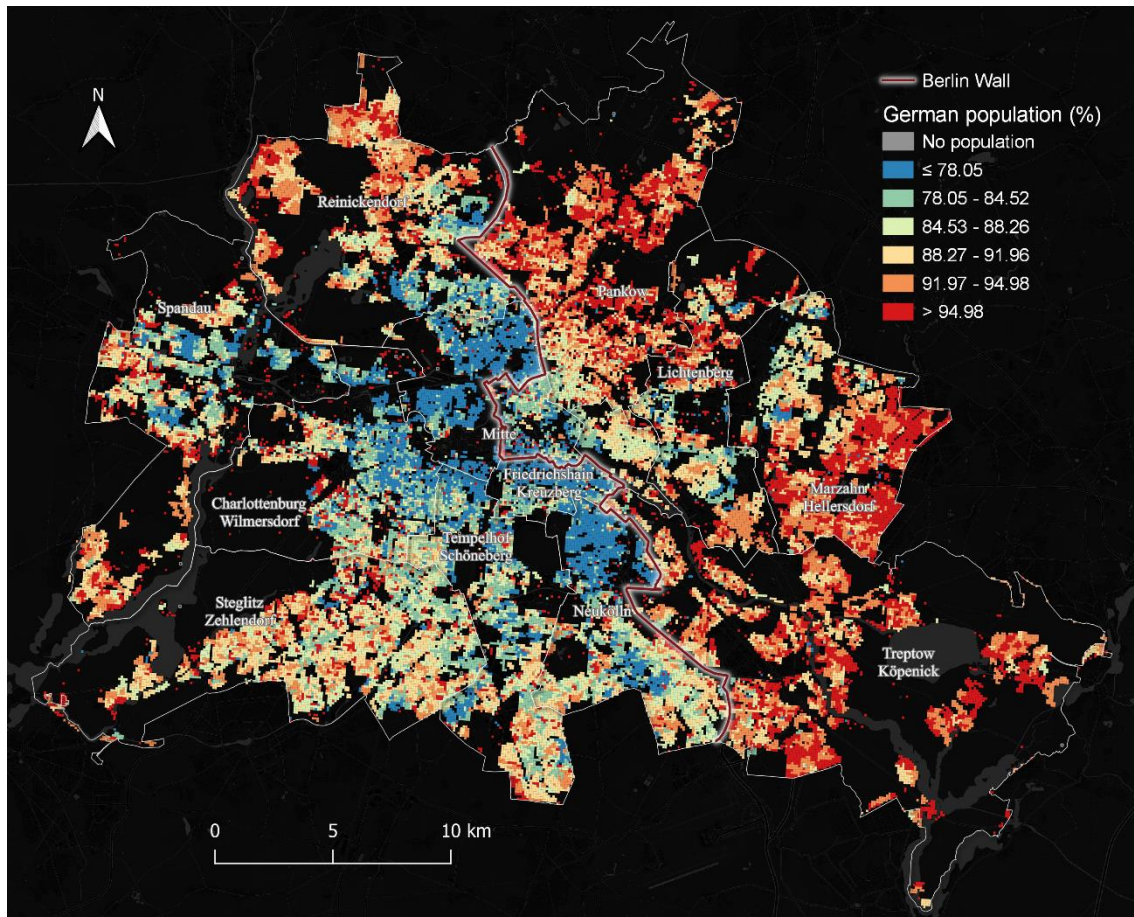 N
Berlin Wall
German population (%)
No population
≤ 78.05
78.05 - 84.52
84.53 - 88.26
88.27 - 91.96
91.97 - 94.98
> 94.98
Reinickendorf
Pankow
Spandau
Lichtenberg
Mitte
Friedrichshain
Kreuzberg
Marzahn
Hellersdorf
Charlottenburg
Wilmersdorf
Tempelhof
Schöneberg
Steglitz
Zehlendorf
Neukölln
Treptow
Köpenick
0 5 10 km